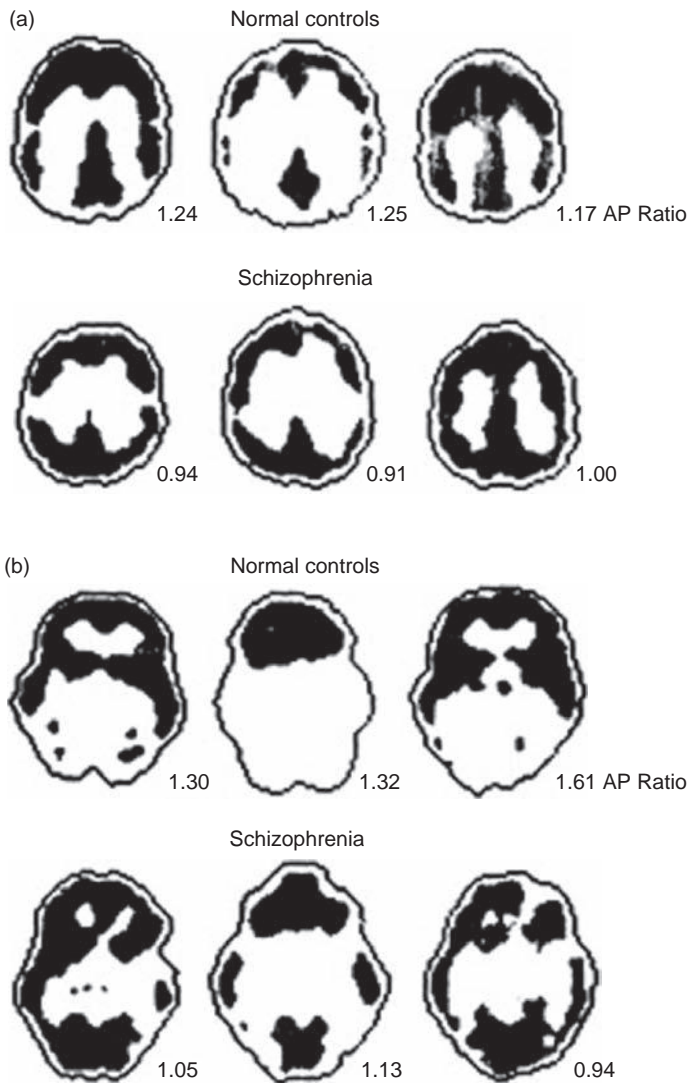 (a)
Normal controls
1.24 1.25 1.17 AP Ratio
Schizophrenia
0.94 0.91 1.00
(b)
Normal controls
1.30 1.32 1.61 AP Ratio
Schizophrenia
1.05 1.13 0.94